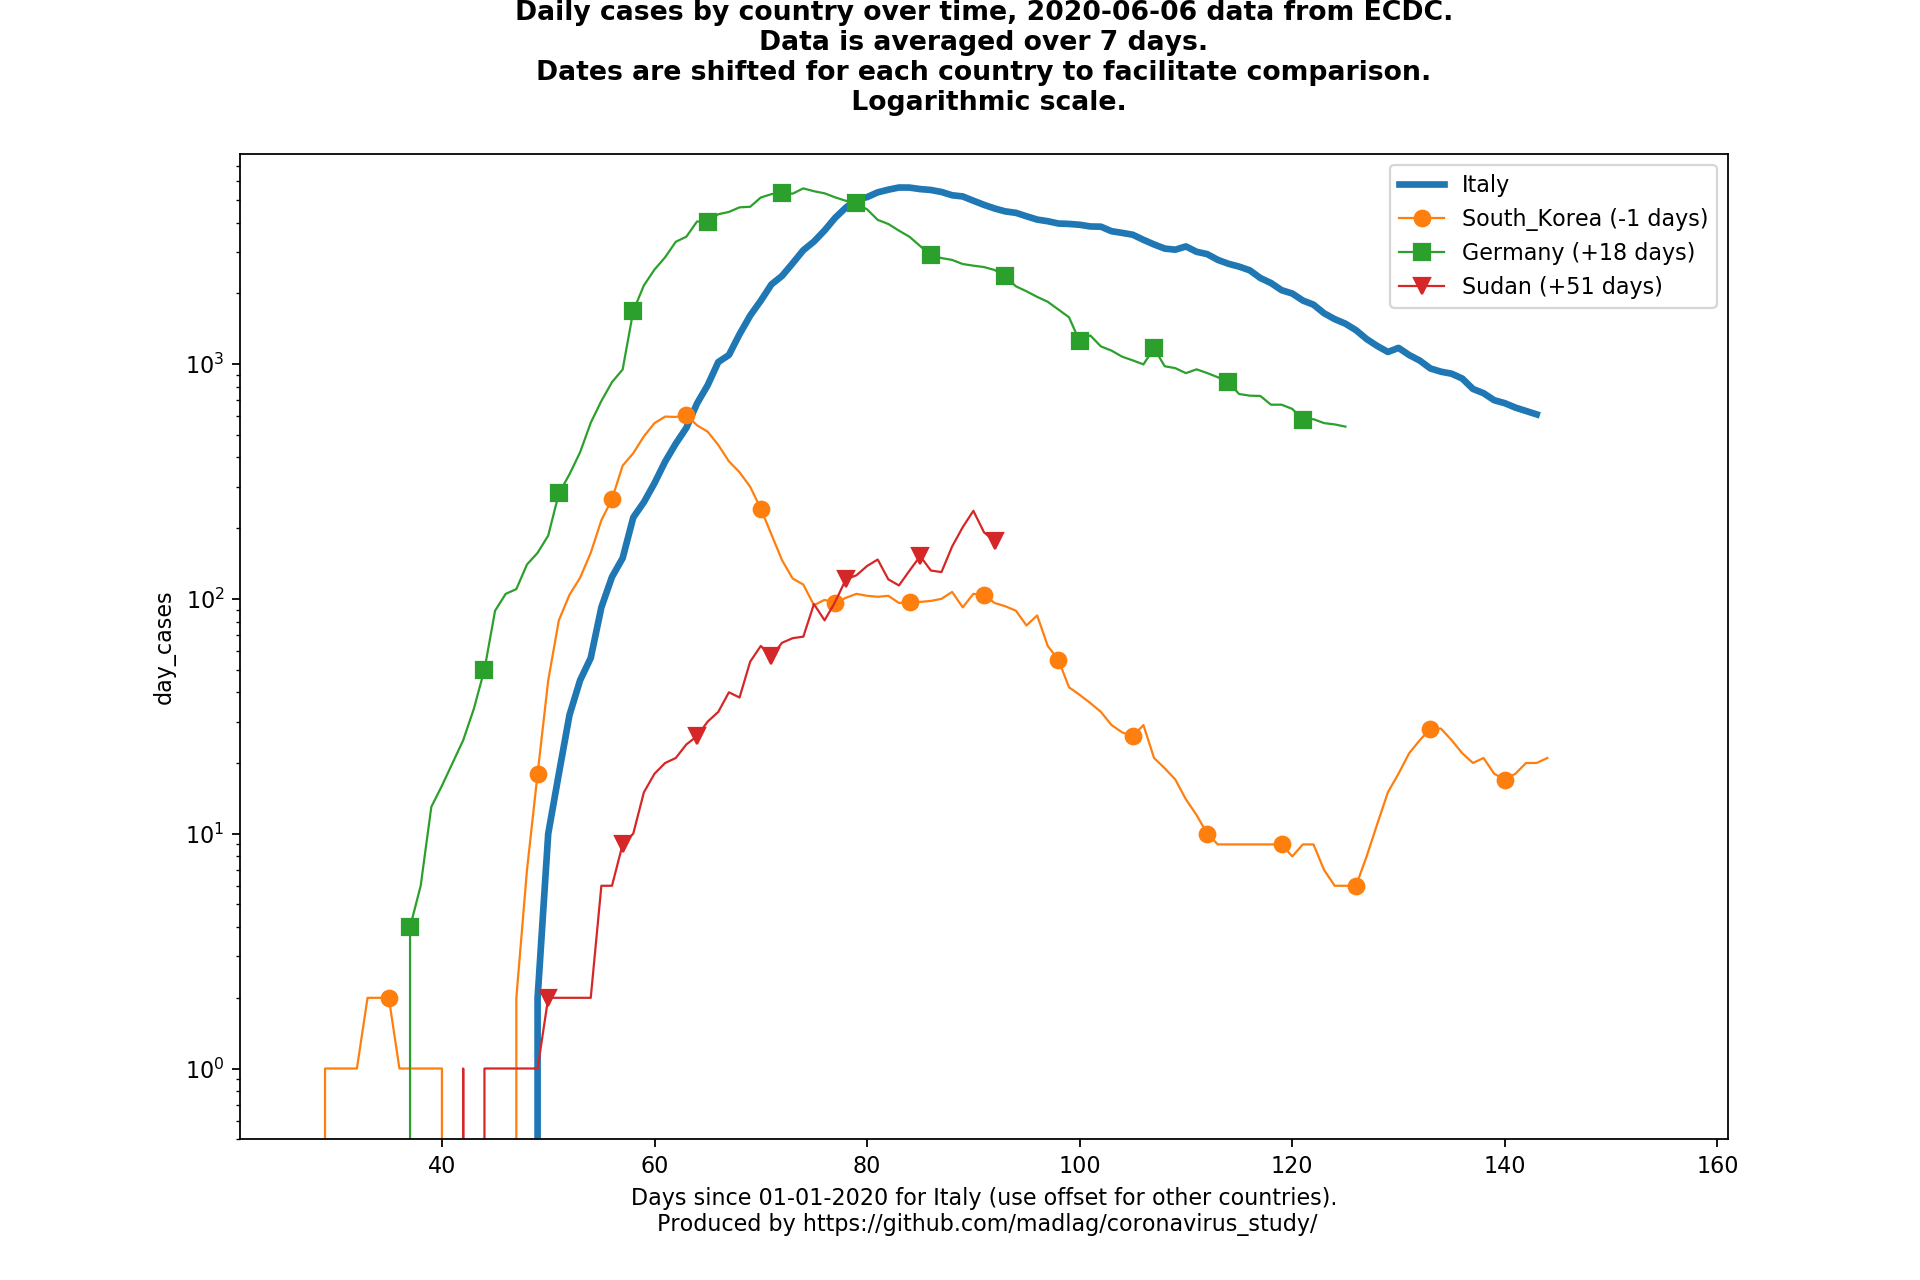 Daily cases by country over time, 2020-06-06 data from ECDC.
Data is averaged over 7 days.
Dates are shifted for each country to facilitate comparison.
Logarithmic scale.
Italy
South_Korea (-1 days)
Germany (+18 days)
Sudan (+51 days)
day_cases
10³
10²
10¹
10⁰
40 60 80 100 120 140 160
Days since 01-01-2020 for Italy (use offset for other countries).
Produced by https://github.com/madlag/coronavirus_study/